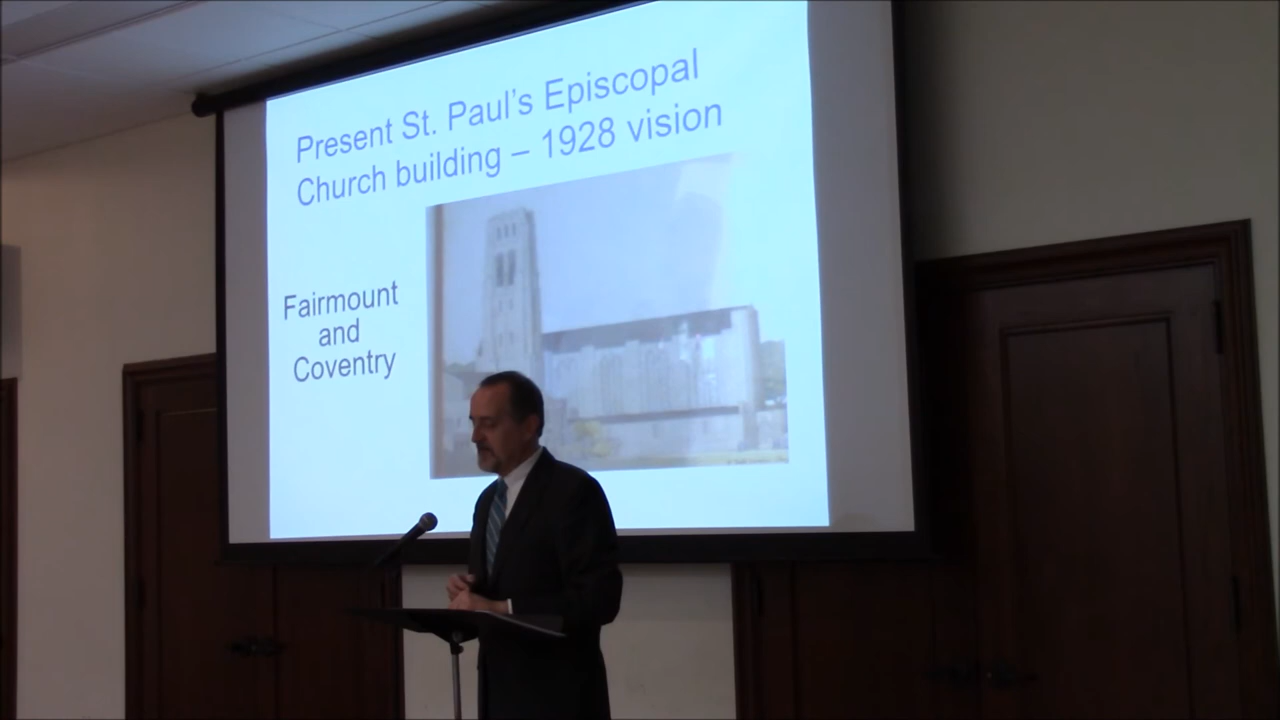 Present St. Paul's Episcopal
Church building – 1928 vision
Fairmount
and
Coventry